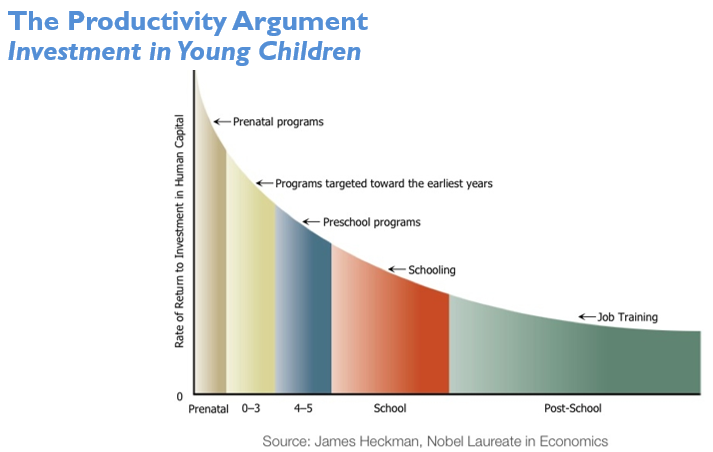 The Productivity Argument
Investment in Young Children
Rate of Return to Investment in Human Capital
Prenatal programs
Programs targeted toward the earliest years
Preschool programs
Schooling
Job Training
0
Prenatal 0–3 4–5 School Post-School
Source: James Heckman, Nobel Laureate in Economics